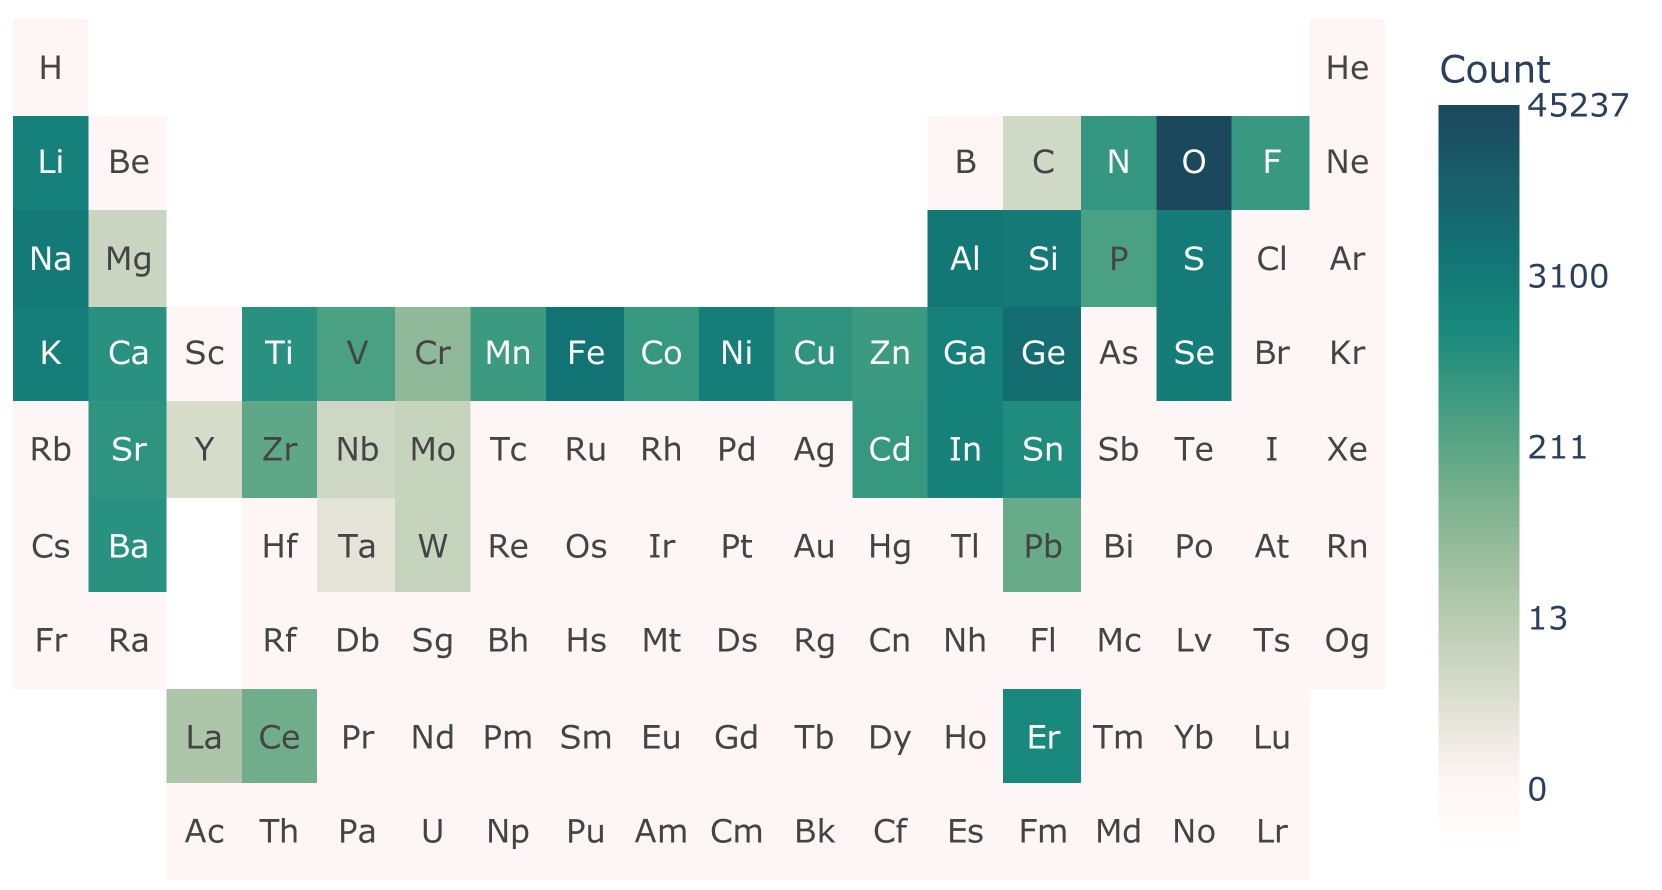 H He
Li Be B C N O F Ne
Na Mg Al Si P S Cl Ar
K Ca Sc Ti V Cr Mn Fe Co Ni Cu Zn Ga Ge As Se Br Kr
Rb Sr Y Zr Nb Mo Tc Ru Rh Pd Ag Cd In Sn Sb Te I Xe
Cs Ba Hf Ta W Re Os Ir Pt Au Hg Tl Pb Bi Po At Rn
Fr Ra Rf Db Sg Bh Hs Mt Ds Rg Cn Nh Fl Mc Lv Ts Og
La Ce Pr Nd Pm Sm Eu Gd Tb Dy Ho Er Tm Yb Lu
Ac Th Pa U Np Pu Am Cm Bk Cf Es Fm Md No Lr
Count
45237
3100
211
13
0